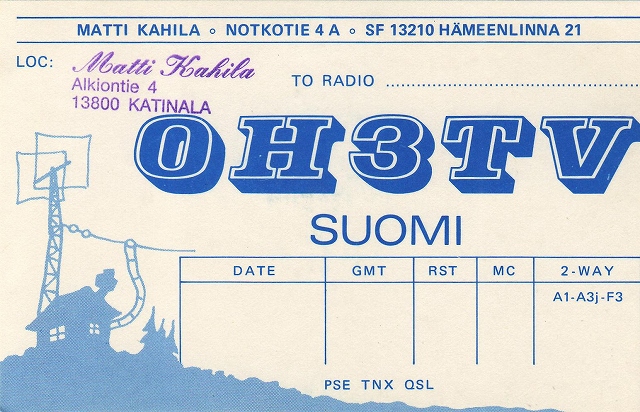 MATTI KAHILA ∘ NOTKOTIE 4 A ∘ SF 13210 HÄMEENLINNA 21
LOC: Matti Kahila
Alkiontie 4
13800 KATINALA
TO RADIO ........................
OH3TV
SUOMI
DATE GMT RST MC 2-WAY
A1-A3j-F3
PSE TNX QSL